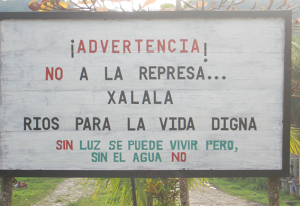 ¡ADVERTENCIA!
NO A LA REPRESA...
XALALA
RIOS PARA LA VIDA DIGNA
SIN LUZ SE PUEDE VIVIR PERO,
SIN EL AGUA NO